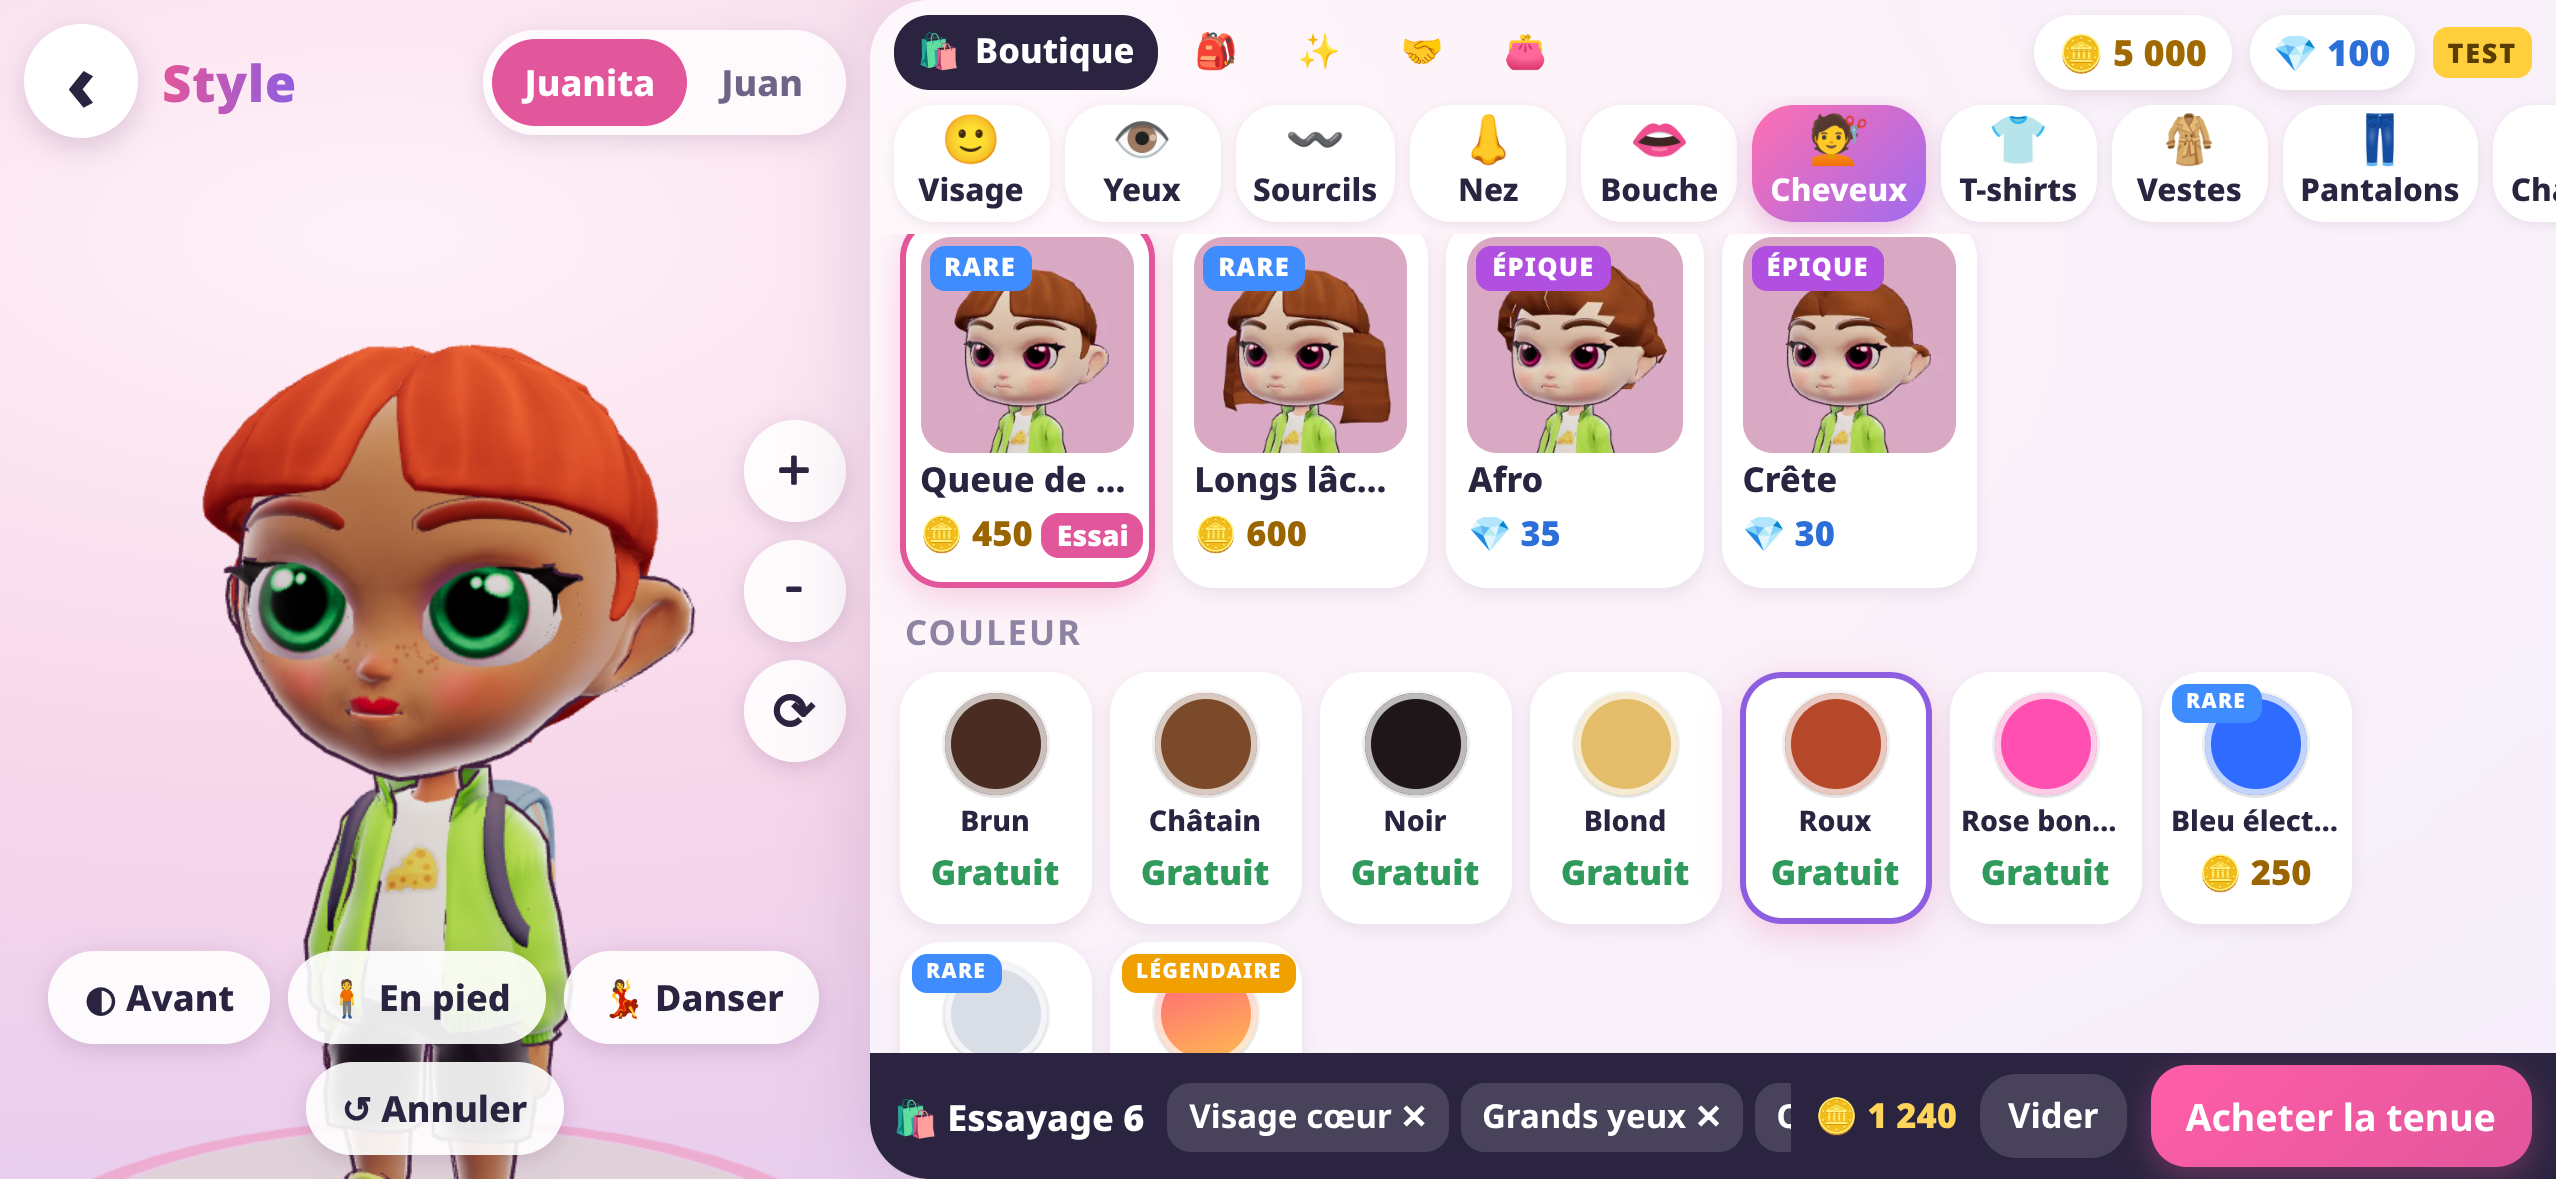 ‹ Style
Juanita Juan
Boutique
5 000
100
TEST
Visage
Yeux
Sourcils
Nez
Bouche
Cheveux
T-shirts
Vestes
Pantalons
Cha
RARE
Queue de ...
450 Essai
RARE
Longs lâc...
600
ÉPIQUE
Afro
35
ÉPIQUE
Crête
30
+
-
⟳
COULEUR
Brun
Gratuit
Châtain
Gratuit
Noir
Gratuit
Blond
Gratuit
Roux
Gratuit
Rose bon...
Gratuit
RARE
Bleu élect...
250
RARE
LÉGENDAIRE
◐ Avant
En pied
Danser
↺ Annuler
Essayage 6
Visage cœur ✕
Grands yeux ✕
1 240
Vider
Acheter la tenue